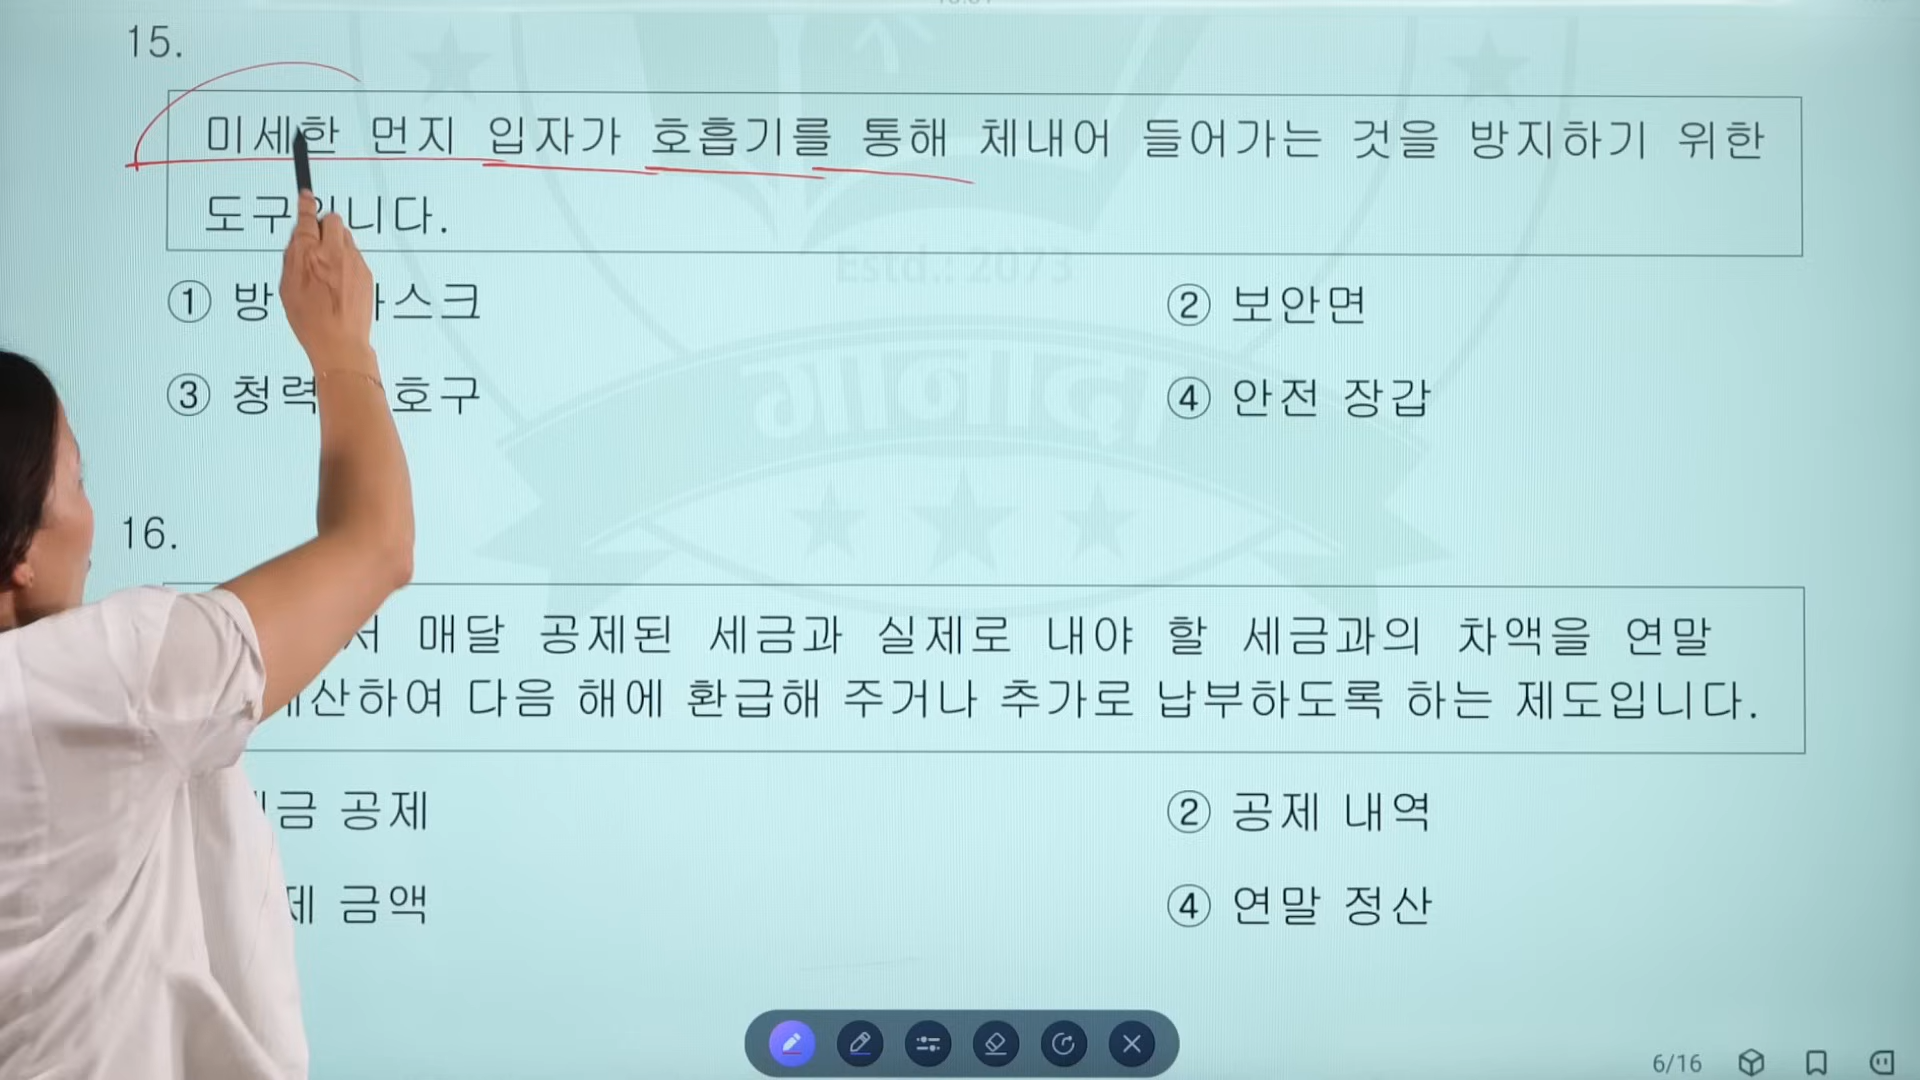 15.
미세한 먼지 입자가 호흡기를 통해 체내어 들어가는 것을 방지하기 위한
도구입니다.
① 방 마스크
② 보안면
③ 청력 호구
④ 안전 장갑
Estd.: 2073
16.
서 매달 공제된 세금과 실제로 내야 할 세금과의 차액을 연말
다음 해에 환급해 주거나 추가로 납부하도록 하는 제도입니다.
금 공제
② 공제 내역
제 금액
④ 연말 정산
6/16